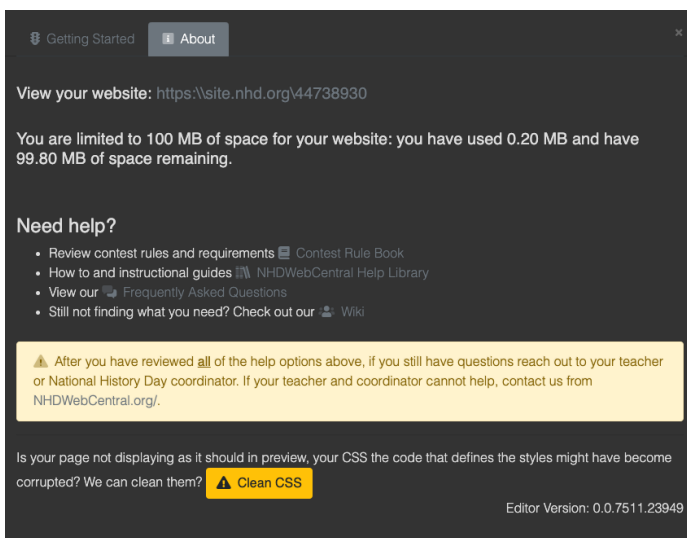 Getting Started About ×
View your website: https:\\site.nhd.org\44738930
You are limited to 100 MB of space for your website: you have used 0.20 MB and have
99.80 MB of space remaining.
Need help?
• Review contest rules and requirements Contest Rule Book
• How to and instructional guides NHDWebCentral Help Library
• View our Frequently Asked Questions
• Still not finding what you need? Check out our Wiki
After you have reviewed all of the help options above, if you still have questions reach out to your teacher
or National History Day coordinator. If your teacher and coordinator cannot help, contact us from
NHDWebCentral.org/.
Is your page not displaying as it should in preview, your CSS the code that defines the styles might have become
corrupted? We can clean them? Clean CSS
Editor Version: 0.0.7511.23949